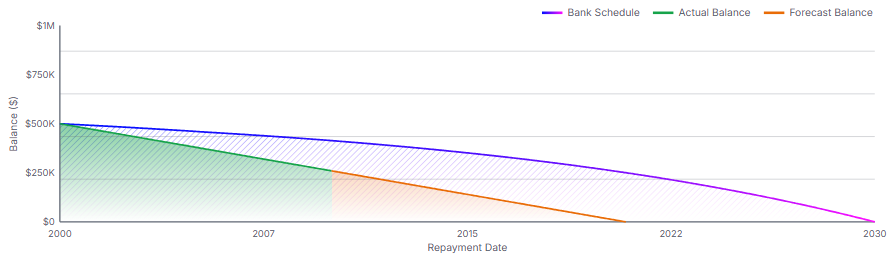 Bank Schedule Actual Balance Forecast Balance
$1M
$750K
$500K
$250K
$0
Balance ($)
2000 2007 2015 2022 2030
Repayment Date